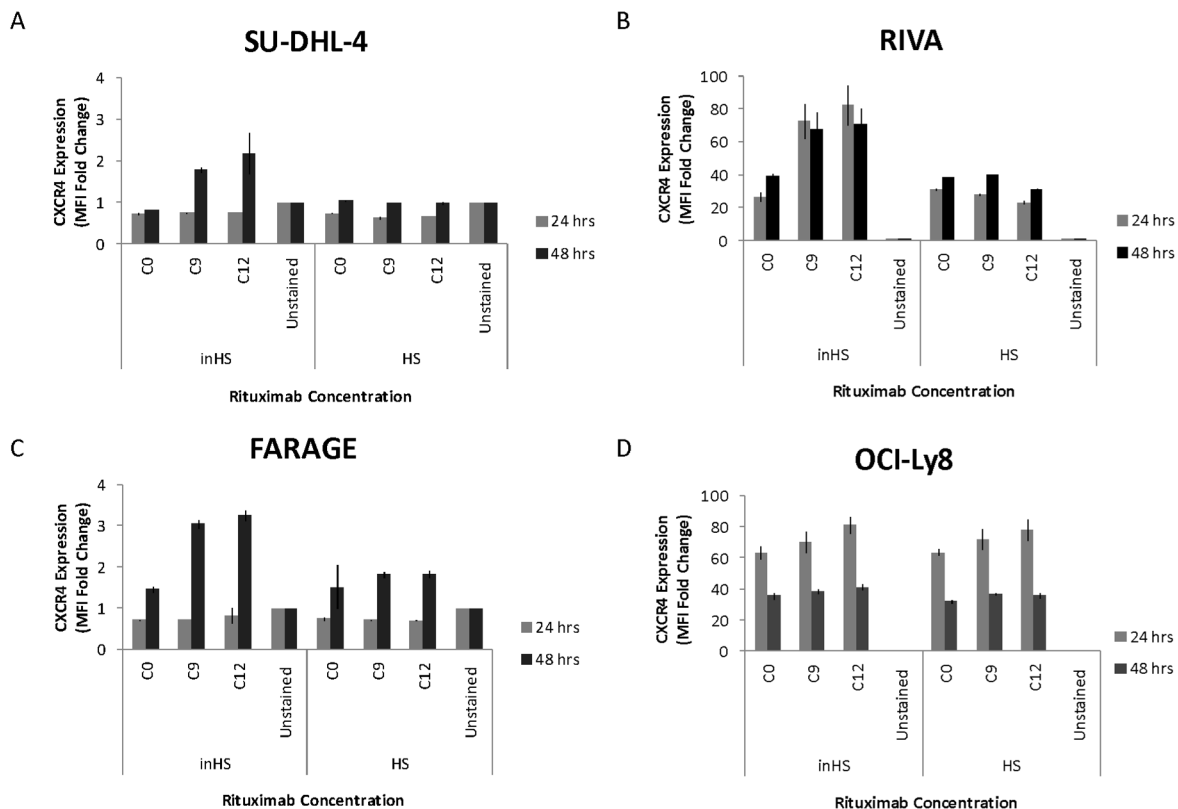 A
SU-DHL-4
CXCR4 Expression
(MFI Fold Change)
4
3
2
1
0
C0
C9
C12
Unstained
C0
C9
C12
Unstained
inHS
HS
Rituximab Concentration
24 hrs
48 hrs
B
RIVA
CXCR4 Expression
(MFI Fold Change)
100
80
60
40
20
0
C0
C9
C12
Unstained
C0
C9
C12
Unstained
inHS
HS
Rituximab Concentration
24 hrs
48 hrs
C
FARAGE
CXCR4 Expression
(MFI Fold Change)
4
3
2
1
0
C0
C9
C12
Unstained
C0
C9
C12
Unstained
inHS
HS
Rituximab Concentration
24 hrs
48 hrs
D
OCI-Ly8
CXCR4 Expression
(MFI Fold Change)
100
80
60
40
20
0
C0
C9
C12
Unstained
C0
C9
C12
Unstained
inHS
HS
Rituximab Concentration
24 hrs
48 hrs